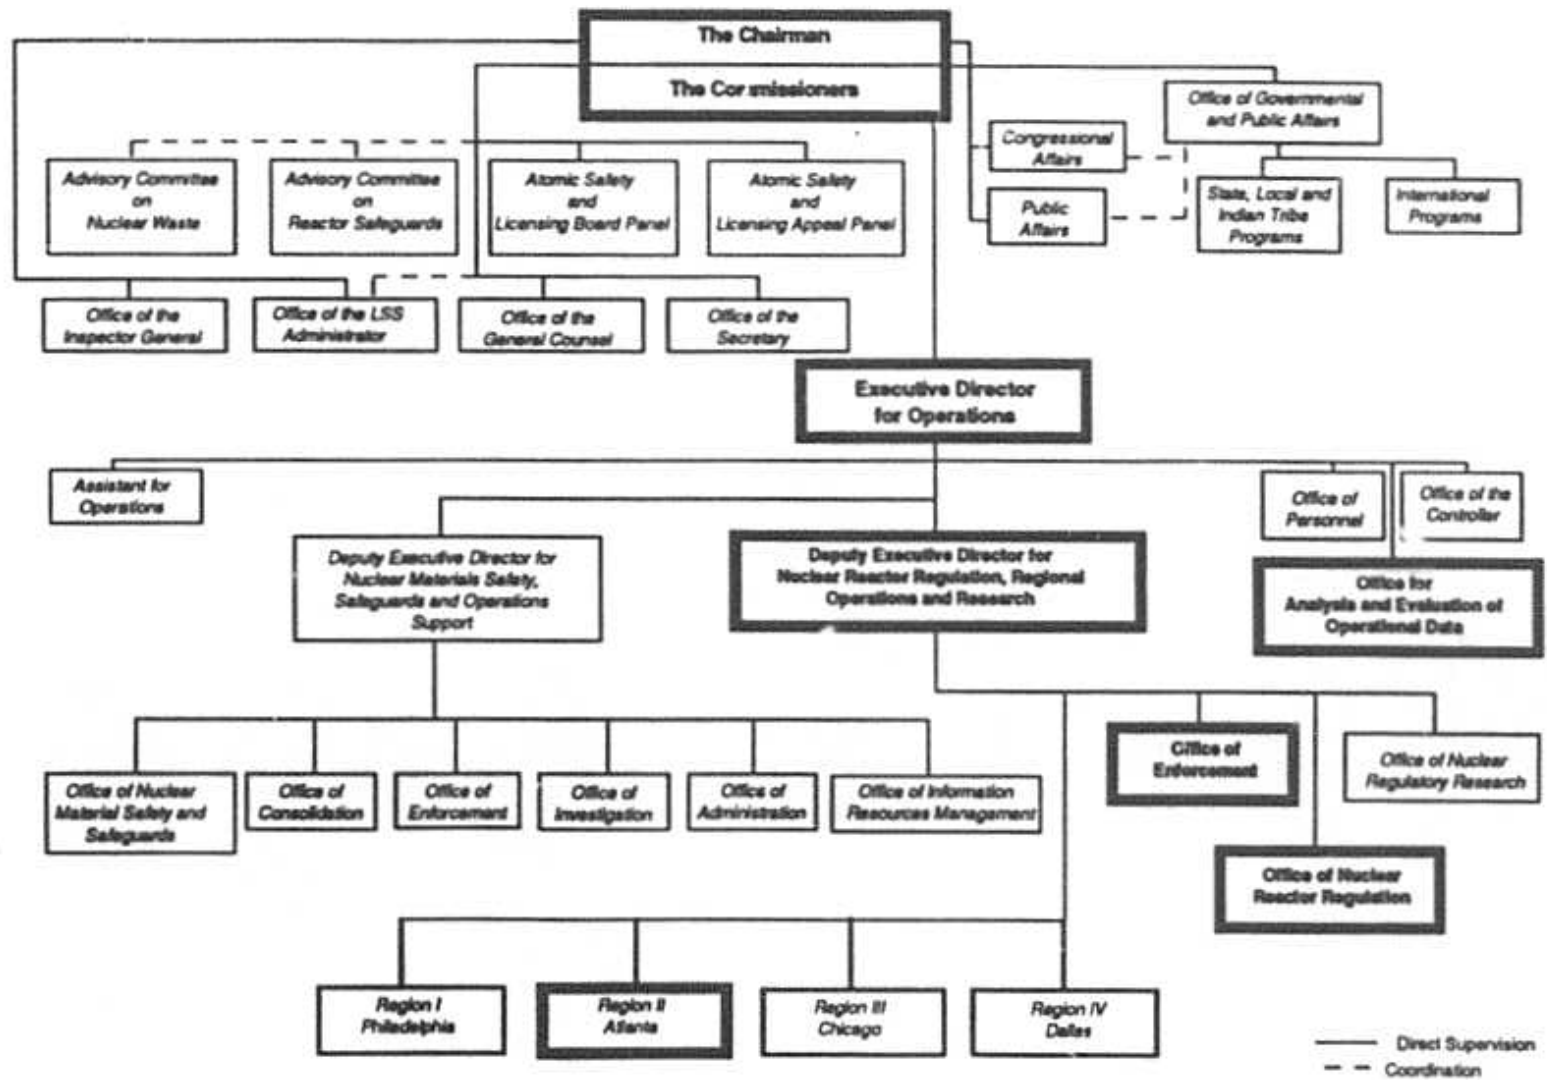 The Chairman
The Commissioners
Office of Governmental
and Public Affairs
Congressional
Affairs
Public
Affairs
State, Local and
Indian Tribe
Programs
International
Programs
Advisory Committee
on
Nuclear Waste
Advisory Committee
on
Reactor Safeguards
Atomic Safety
and
Licensing Board Panel
Atomic Safety
and
Licensing Appeal Panel
Office of the
Inspector General
Office of the LSS
Administrator
Office of the
General Counsel
Office of the
Secretary
Executive Director
for Operations
Assistant for
Operations
Office of
Personnel
Office of the
Controller
Deputy Executive Director for
Nuclear Materials Safety,
Safeguards and Operations
Support
Deputy Executive Director for
Nuclear Reactor Regulation, Regional
Operations and Research
Office for
Analysis and Evaluation of
Operational Data
Office of Nuclear
Material Safety and
Safeguards
Office of
Consolidation
Office of
Enforcement
Office of
Investigation
Office of
Administration
Office of Information
Resources Management
Office of
Enforcement
Office of Nuclear
Regulatory Research
Office of Nuclear
Reactor Regulation
Region I
Philadelphia
Region II
Atlanta
Region III
Chicago
Region IV
Dallas
Direct Supervision
Coordination